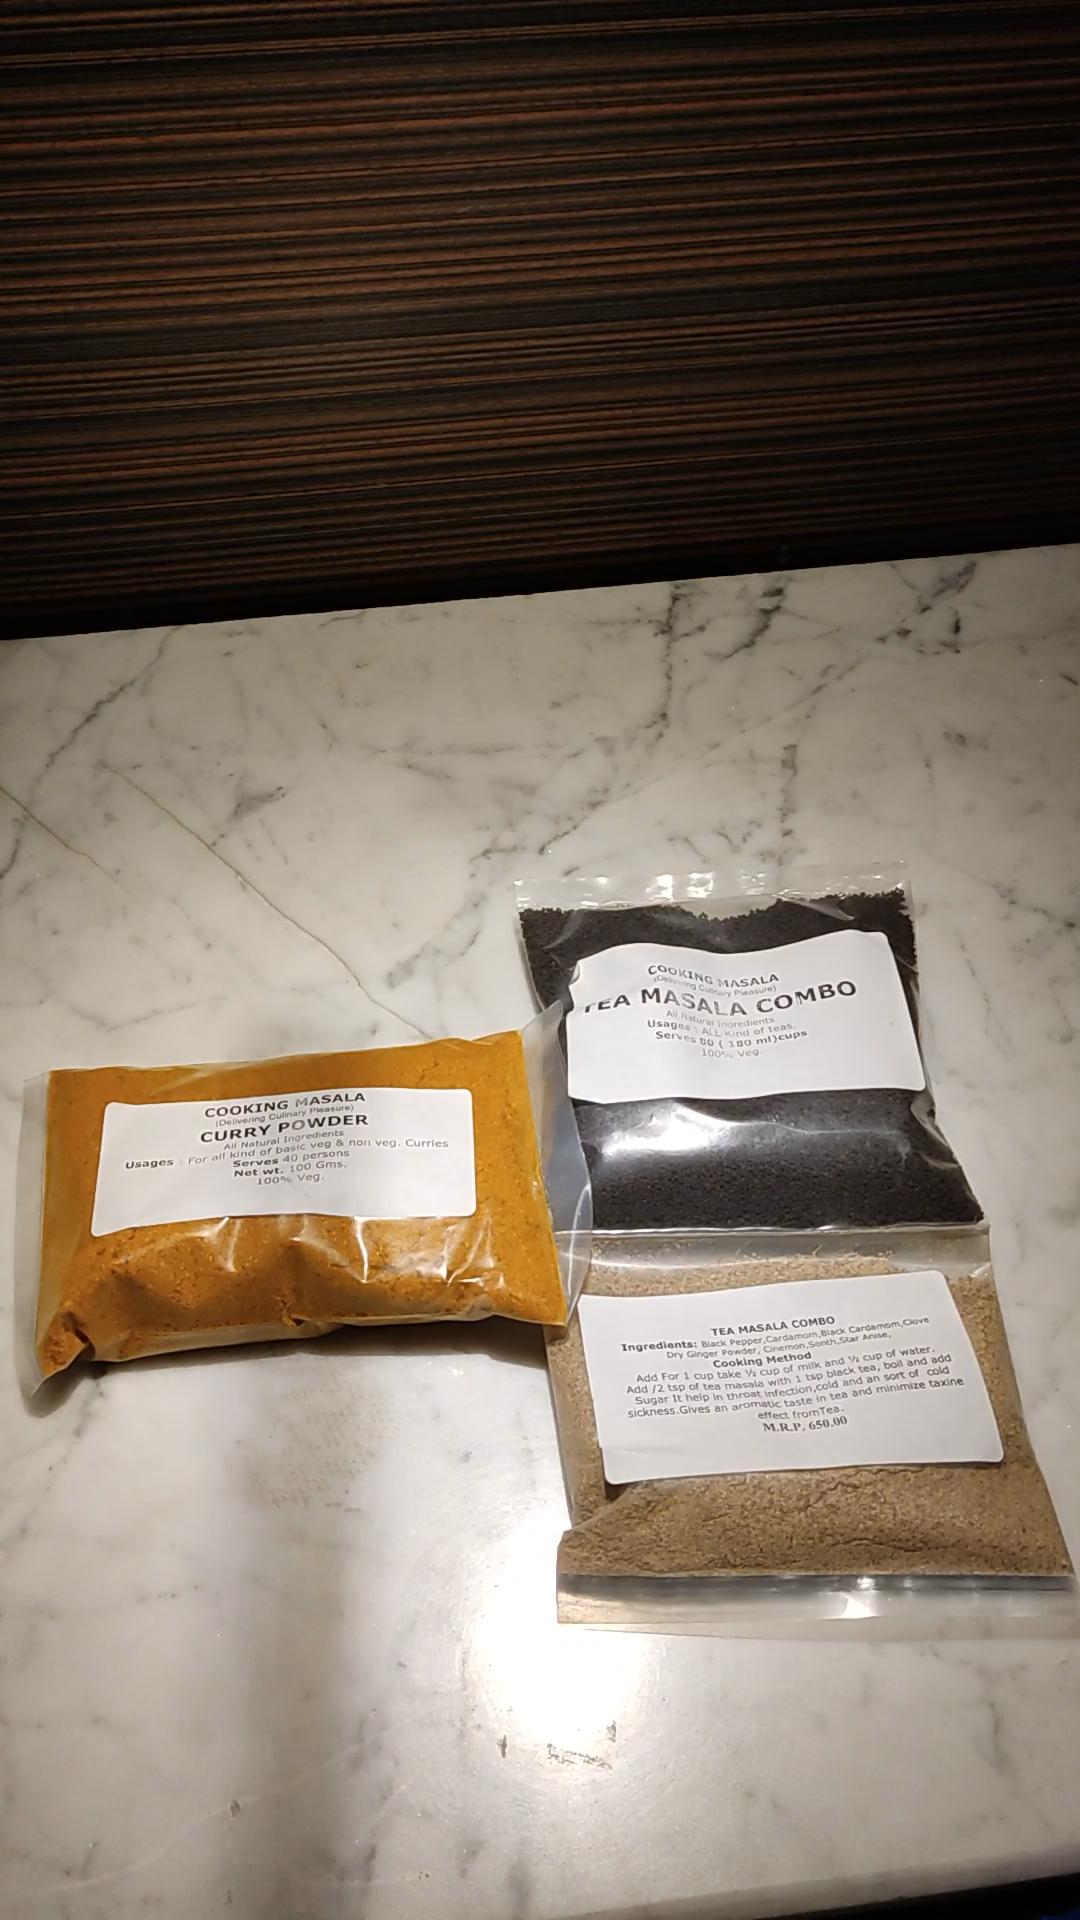 COOKING MASALA
(Delivering Culinary Pleasure)
TEA MASALA COMBO
All Natural Ingredients
Usages : ALL Kind of teas.
Serves 80 ( 180 ml)cups
100% Veg.
COOKING MASALA
(Delivering Culinary Pleasure)
CURRY POWDER
All Natural Ingredients
Usages : For all kind of basic veg & non veg. Curries
Serves 40 persons
Net wt. 100 Gms.
100% Veg.
TEA MASALA COMBO
Ingredients: Black Pepper,Cardamom,Black Cardamom,Clove
Dry Ginger Powder, Cinemon,Sonth,Star Anise,
Cooking Method
Add For 1 cup take ½ cup of milk and ½ cup of water.
Add /2 tsp of tea masala with 1 tsp black tea, boil and add
Sugar It help in throat infection,cold and an sort of cold
sickness.Gives an aromatic taste in tea and minimize taxine
effect fromTea.
M.R.P. 650.00